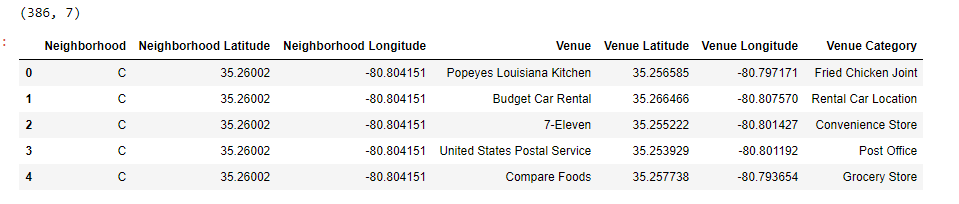 (386, 7)
: Neighborhood Neighborhood Latitude Neighborhood Longitude Venue Venue Latitude Venue Longitude Venue Category
0 C 35.26002 -80.804151 Popeyes Louisiana Kitchen 35.256585 -80.797171 Fried Chicken Joint
1 C 35.26002 -80.804151 Budget Car Rental 35.266466 -80.807570 Rental Car Location
2 C 35.26002 -80.804151 7-Eleven 35.255222 -80.801427 Convenience Store
3 C 35.26002 -80.804151 United States Postal Service 35.253929 -80.801192 Post Office
4 C 35.26002 -80.804151 Compare Foods 35.257738 -80.793654 Grocery Store